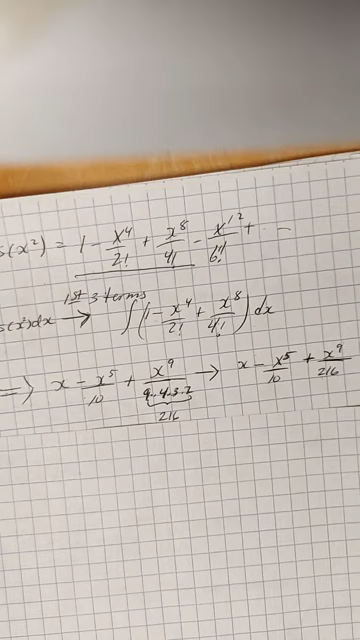 s(x²) = 1 - x⁴/2! + x⁸/4! - x¹²/6!! + ...
1st 3 terms
s(x²)dx → ∫(1 - x⁴/2! + x⁸/4!) dx
⇒ x - x⁵/10 + x⁹/(9.4.3.2) → x - x⁵/10 + x⁹/216
216